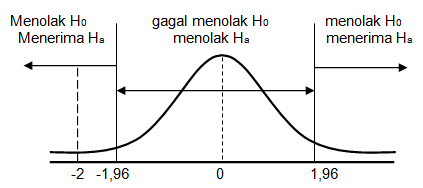 Menolak H₀ gagal menolak H₀ menolak H₀
Menerima Hₐ menolak Hₐ menerima Hₐ
-2 -1,96 0 1,96